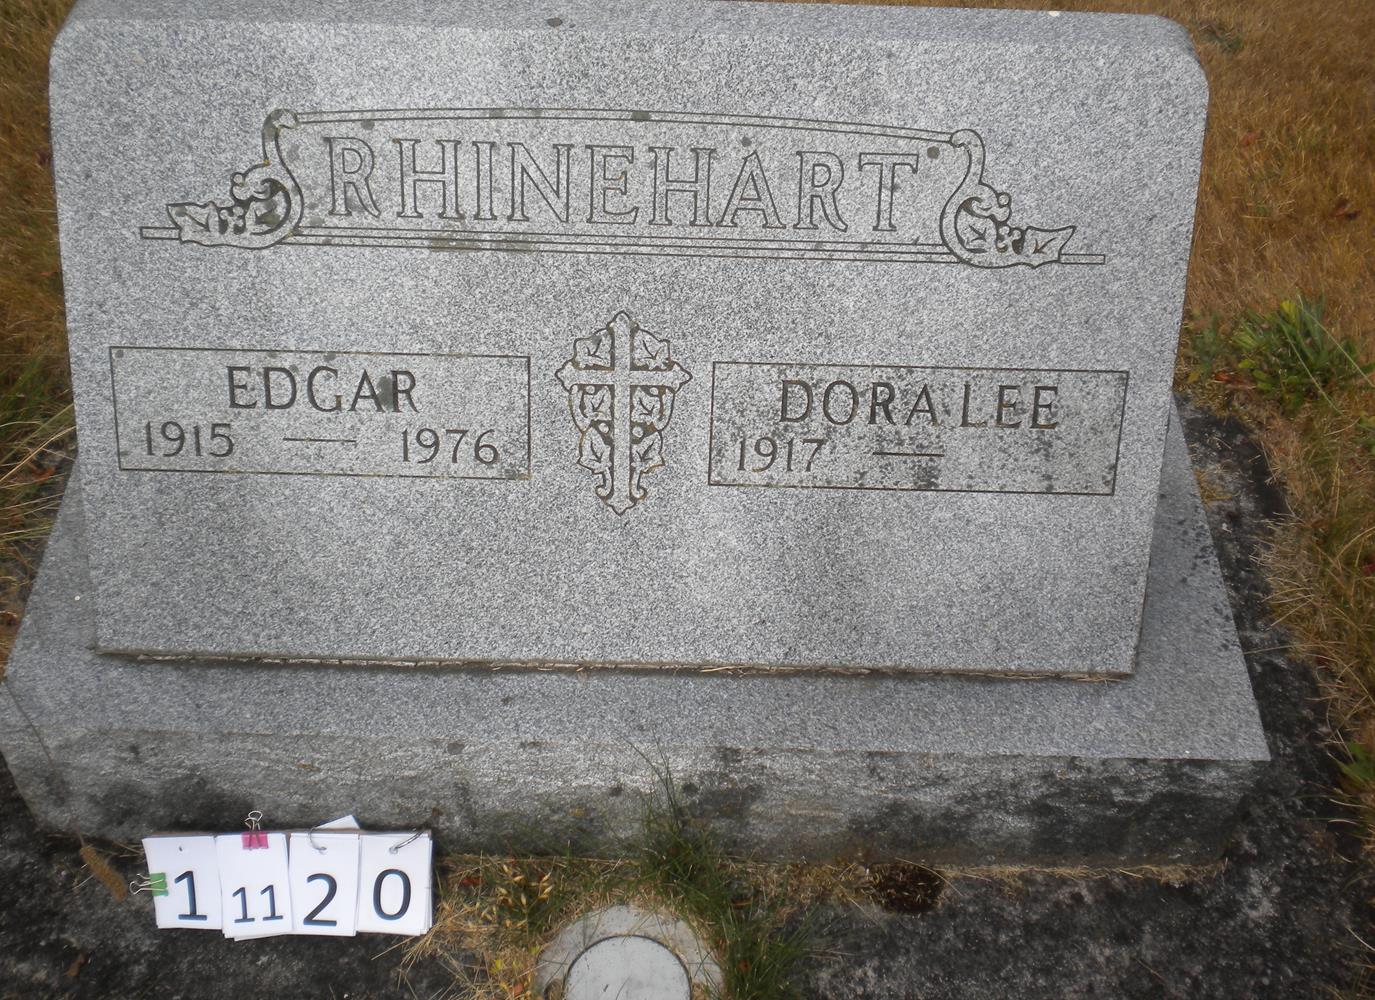 RHINEHART
EDGAR
1915 — 1976
DORA LEE
1917 —
1 11 2 0